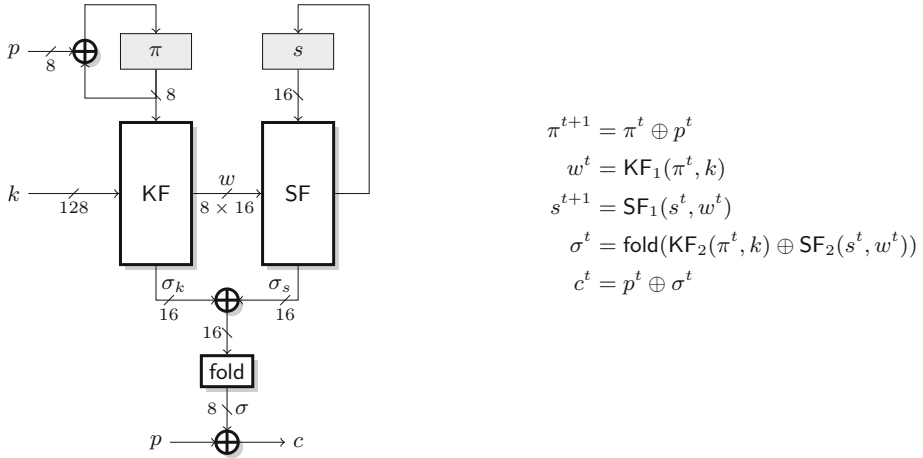 p
8
π
s
8
16
k
128
KF
w
8 × 16
SF
σ_k
16
σ_s
16
16
fold
8
σ
p
c
π^{t+1} = π^t ⊕ p^t
w^t = KF_1(π^t, k)
s^{t+1} = SF_1(s^t, w^t)
σ^t = fold(KF_2(π^t, k) ⊕ SF_2(s^t, w^t))
c^t = p^t ⊕ σ^t